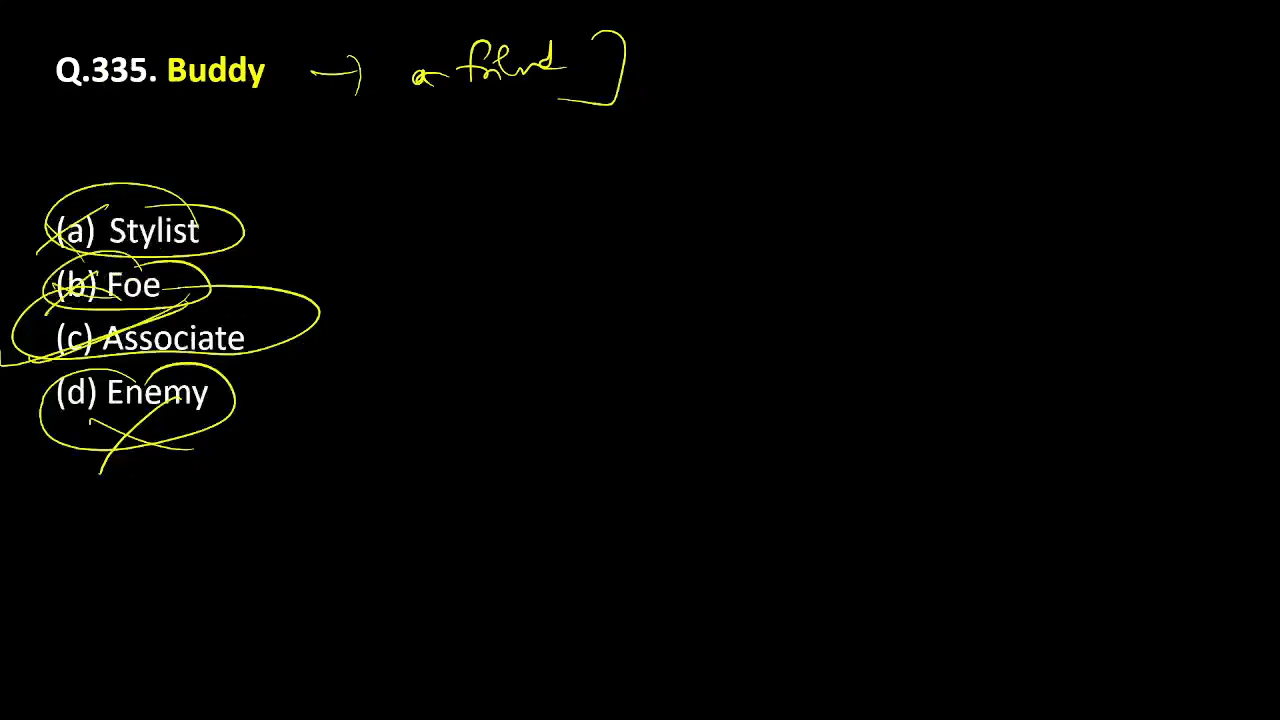 Q.335. Buddy → a friend ]
(a) Stylist
(b) Foe
(c) Associate
(d) Enemy